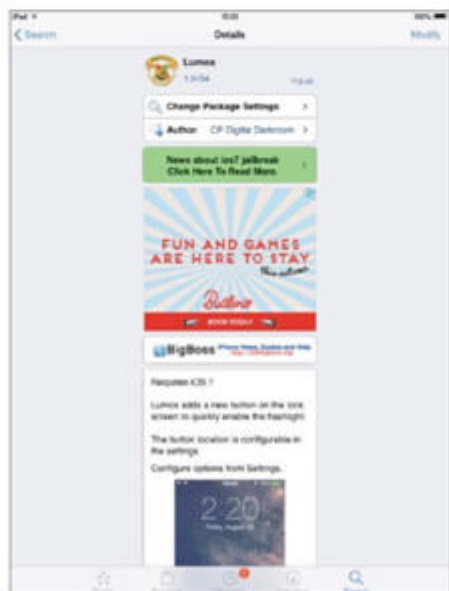 iPad
Search
Details
Modify
Lumos
Change Package Settings
Author CP Digital Darkroom
News about ios7 jailbreak
Click Here To Read More.
FUN AND GAMES
ARE HERE TO STAY
this autumn
Butlins
BOOK TODAY
BigBoss
Requires iOS 7
Lumos adds a new button on the lock
screen to quickly enable the flashlight
The button location is configurable in
the settings.
Configure options from Settings.
2:20